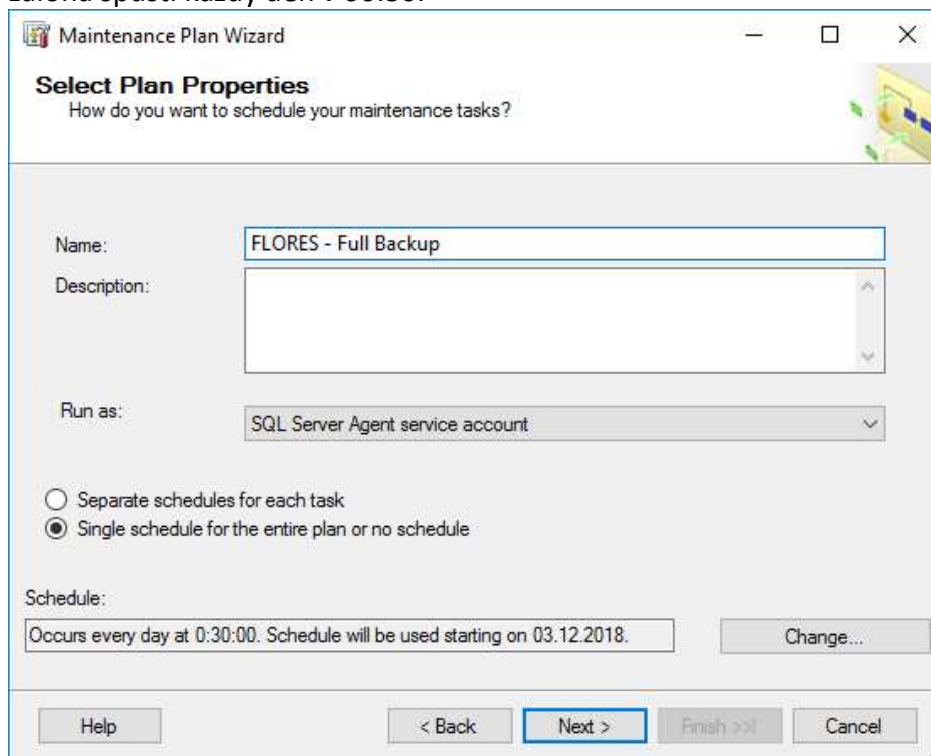 Maintenance Plan Wizard
Select Plan Properties
How do you want to schedule your maintenance tasks?
Name:
FLORES - Full Backup
Description:
Run as:
SQL Server Agent service account
Separate schedules for each task
Single schedule for the entire plan or no schedule
Schedule:
Occurs every day at 0:30:00. Schedule will be used starting on 03.12.2018.
Change...
Help
< Back
Next >
Finish >>|
Cancel